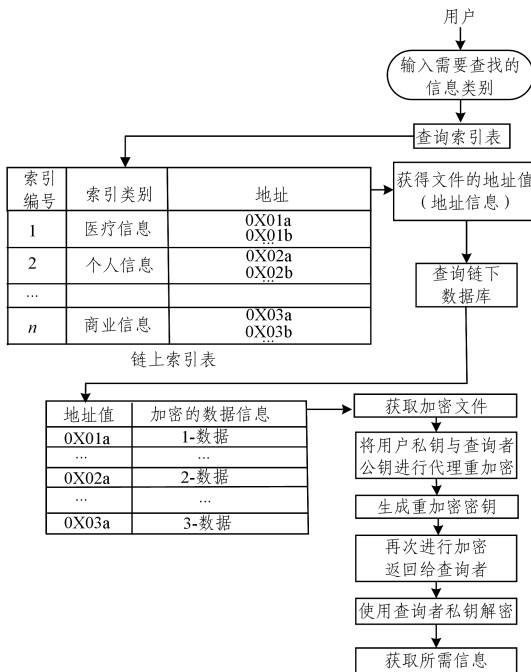 用户
输入需要查找的
信息类别
查询索引表
索引
编号
索引类别
地址
1
医疗信息
0X01a
0X01b
...
2
个人信息
0X02a
0X02b
...
...
n
商业信息
0X03a
0X03b
...
链上索引表
获得文件的地址值
(地址信息)
查询链下
数据库
地址值
加密的数据信息
0X01a
1-数据
...
...
0X02a
2-数据
...
...
0X03a
3-数据
获取加密文件
将用户私钥与查询者
公钥进行代理重加密
生成重加密密钥
再次进行加密
返回给查询者
使用查询者私钥解密
获取所需信息